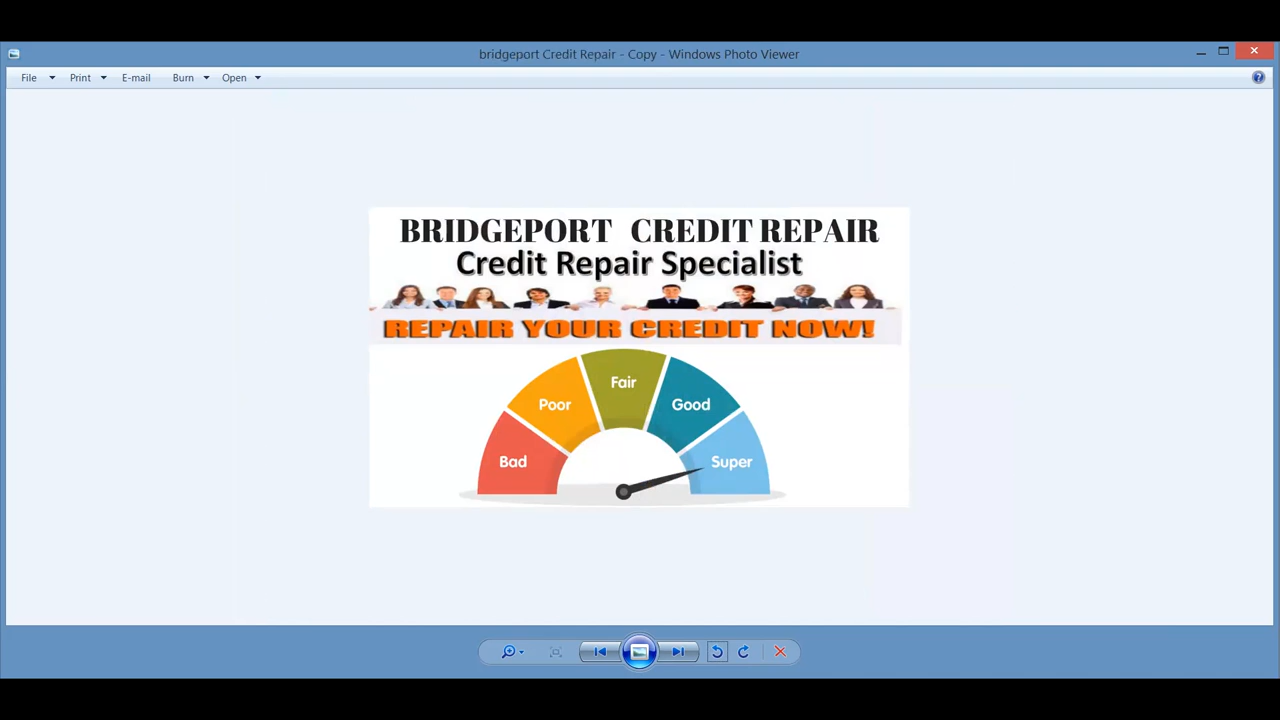 bridgeport Credit Repair - Copy - Windows Photo Viewer
File Print E-mail Burn Open
BRIDGEPORT CREDIT REPAIR
Credit Repair Specialist
REPAIR YOUR CREDIT NOW!
Fair
Poor Good
Bad Super